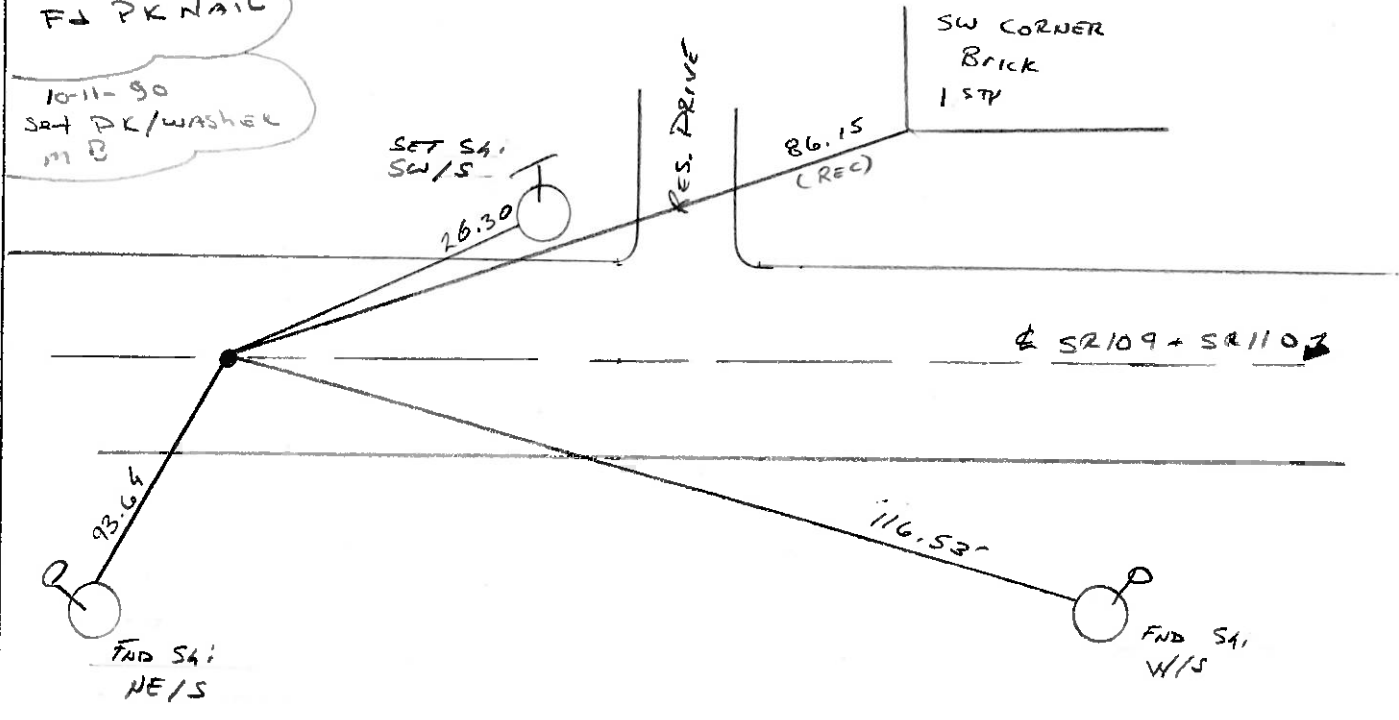 Fd PK NAIL
10-11-90
Set PK/WASHER
MB
SET S4i
SW/S
26.30
RES. DRIVE
86.15
(REC)
SW CORNER
Brick
1 STY
℄ SR109 + SR110
93.64
116.53
FND S4i
NE/S
FND S4i
W/S